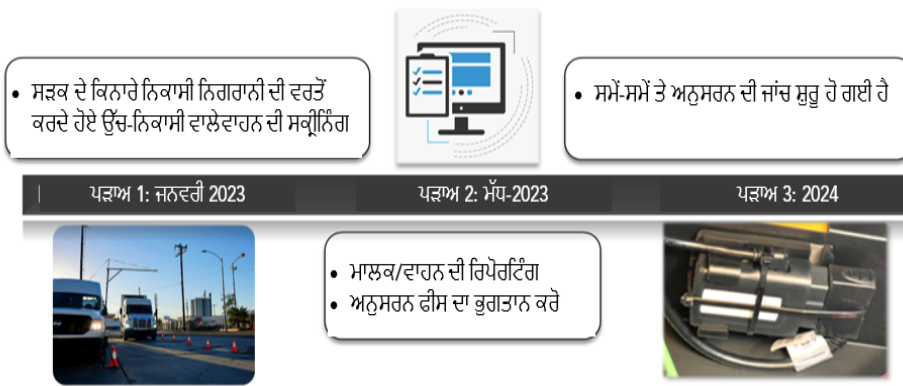 • ਸੜਕ ਦੇ ਕਿਨਾਰੇ ਨਿਕਾਸੀ ਨਿਗਰਾਨੀ ਦੀ ਵਰਤੋਂ
ਕਰਦੇ ਹੋਏ ਉੱਚ-ਨਿਕਾਸੀ ਵਾਲੇਵਾਹਨ ਦੀ ਸਕ੍ਰੀਨਿੰਗ
• ਸਮੇਂ-ਸਮੇਂ ਤੇ ਅਨੁਸਰਨ ਦੀ ਜਾਂਚ ਸ਼ੁਰੂ ਹੋ ਗਈ ਹੈ
ਪੜਾਅ 1: ਜਨਵਰੀ 2023
ਪੜਾਅ 2: ਮੱਧ-2023
ਪੜਾਅ 3: 2024
• ਮਾਲਕ/ਵਾਹਨ ਦੀ ਰਿਪੋਰਟਿੰਗ
• ਅਨੁਸਰਨ ਫੀਸ ਦਾ ਭੁਗਤਾਨ ਕਰੋ